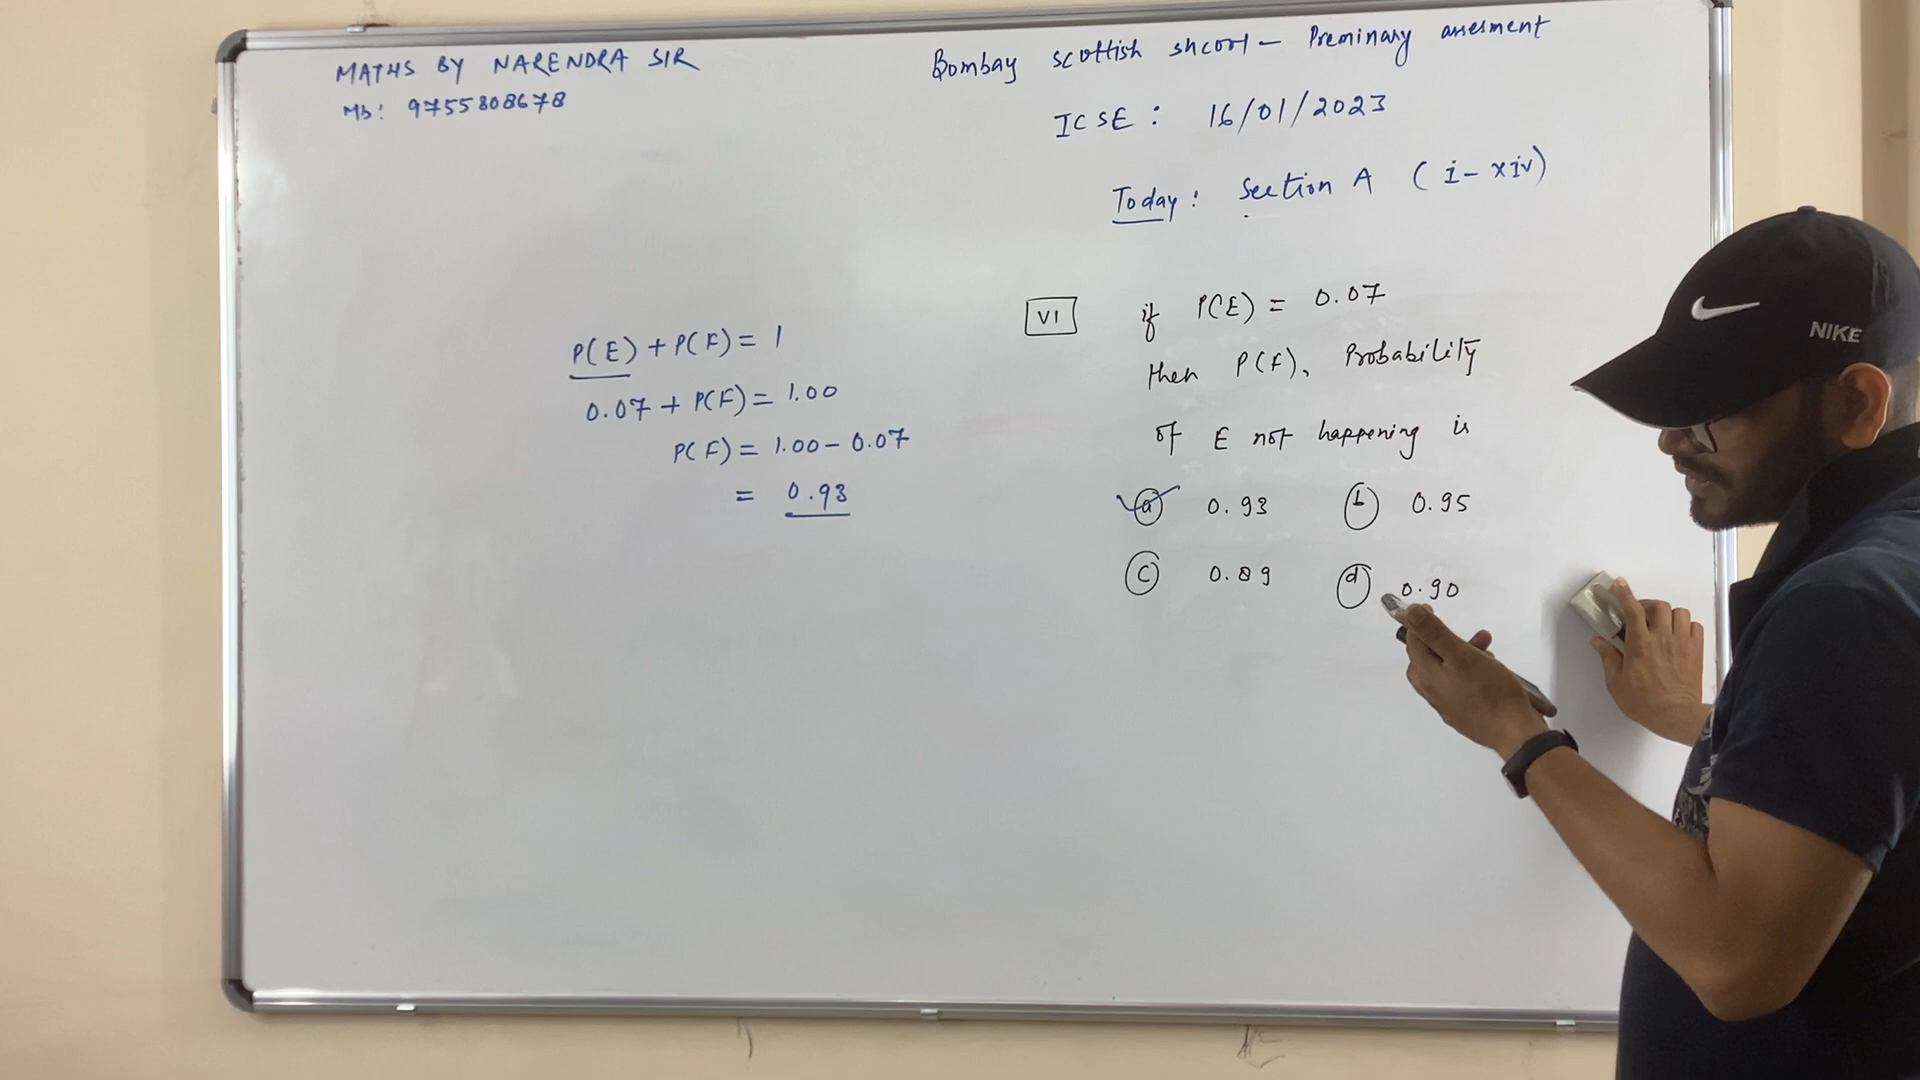 MATHS BY NARENDRA SIR
Mb: 9755808678
Bombay scottish shcool - Preminary assesment
ICSE: 16/01/2023
Today: Section A (i-xiv)
VI if P(E) = 0.07
then P(F), Probability
of E not happening is
a 0.93 b 0.95
c 0.89 d 0.90
P(E) + P(F) = 1
0.07 + P(F) = 1.00
P(F) = 1.00 - 0.07
= 0.93
NIKE